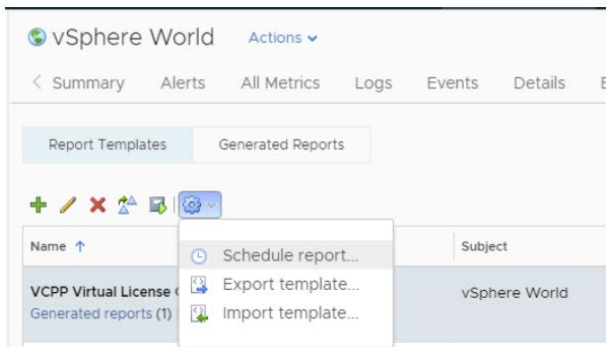 vSphere World Actions
Summary Alerts All Metrics Logs Events Details
Report Templates Generated Reports
Name Subject
Schedule report...
Export template...
Import template...
VCPP Virtual License vSphere World
Generated reports (1)